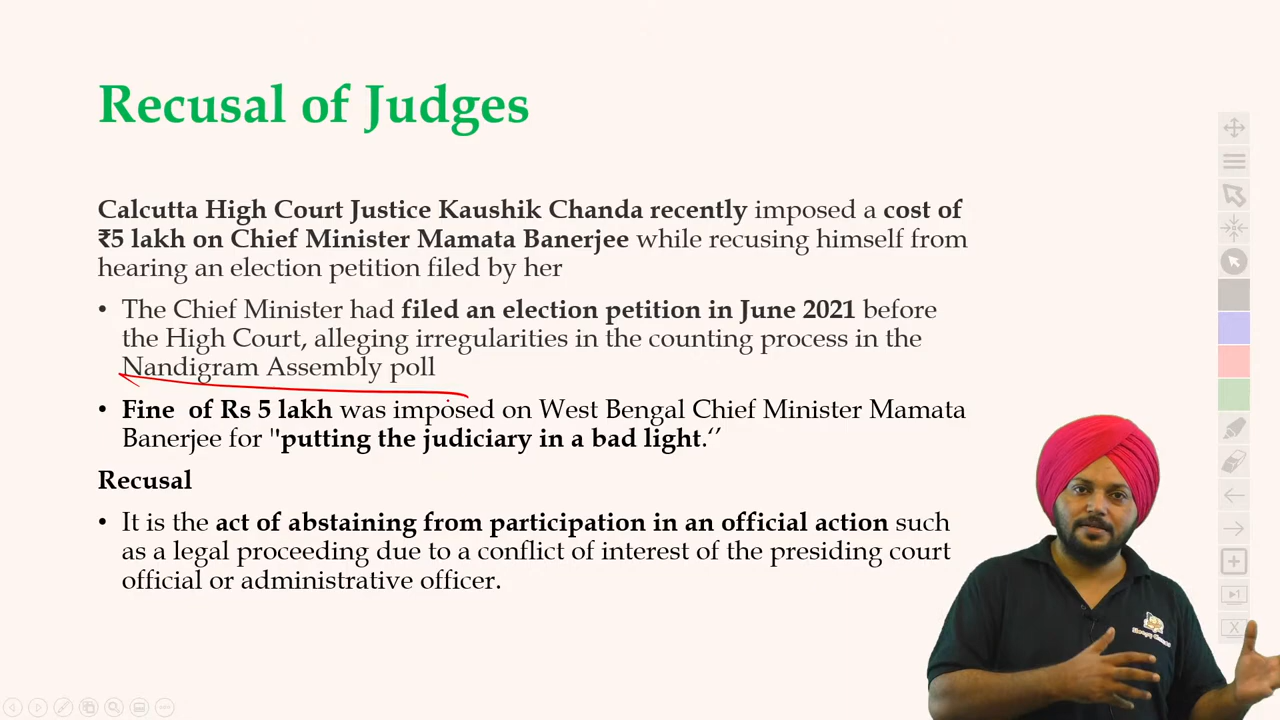 Recusal of Judges
Calcutta High Court Justice Kaushik Chanda recently imposed a cost of
₹5 lakh on Chief Minister Mamata Banerjee while recusing himself from
hearing an election petition filed by her
• The Chief Minister had filed an election petition in June 2021 before
the High Court, alleging irregularities in the counting process in the
Nandigram Assembly poll
• Fine of Rs 5 lakh was imposed on West Bengal Chief Minister Mamata
Banerjee for "putting the judiciary in a bad light.‘’
Recusal
• It is the act of abstaining from participation in an official action such
as a legal proceeding due to a conflict of interest of the presiding court
official or administrative officer.